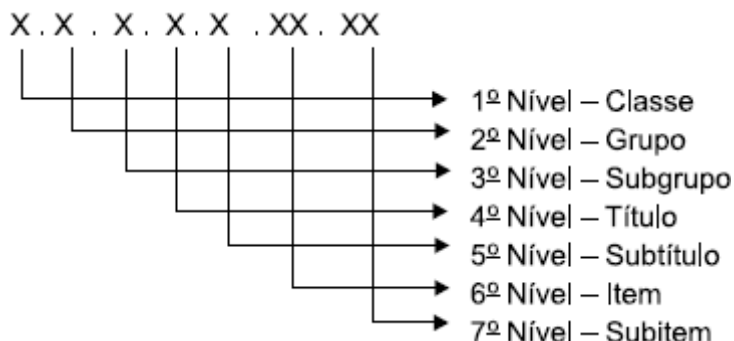 X . X . X . X . X . XX . XX
1º Nível – Classe
2º Nível – Grupo
3º Nível – Subgrupo
4º Nível – Título
5º Nível – Subtítulo
6º Nível – Item
7º Nível – Subitem